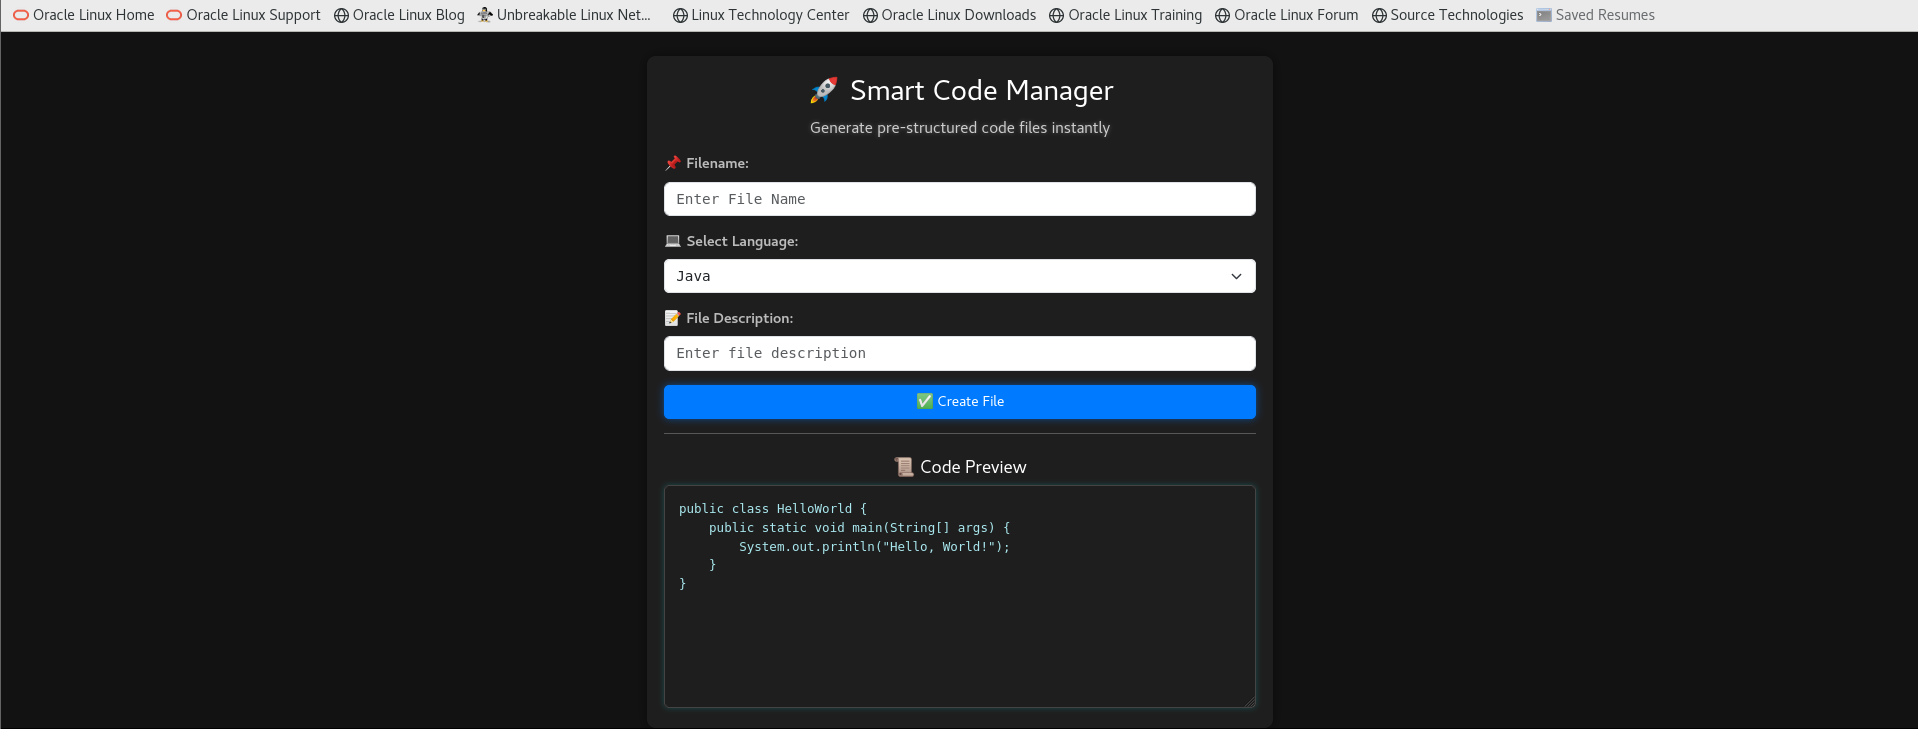 Oracle Linux Home Oracle Linux Support Oracle Linux Blog Unbreakable Linux Net... Linux Technology Center Oracle Linux Downloads Oracle Linux Training Oracle Linux Forum Source Technologies Saved Resumes
🚀 Smart Code Manager
Generate pre-structured code files instantly
📌 Filename:
Enter File Name
💻 Select Language:
Java
📝 File Description:
Enter file description
✅ Create File
📜 Code Preview
public class HelloWorld {
    public static void main(String[] args) {
        System.out.println("Hello, World!");
    }
}